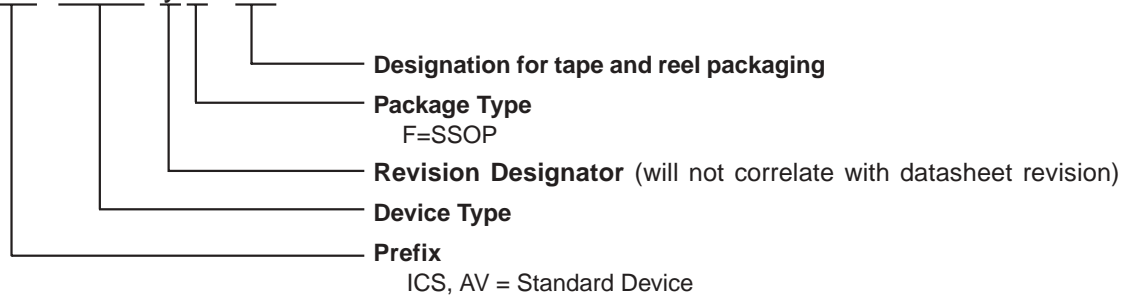 Designation for tape and reel packaging
Package Type
F=SSOP
Revision Designator (will not correlate with datasheet revision)
Device Type
Prefix
ICS, AV = Standard Device